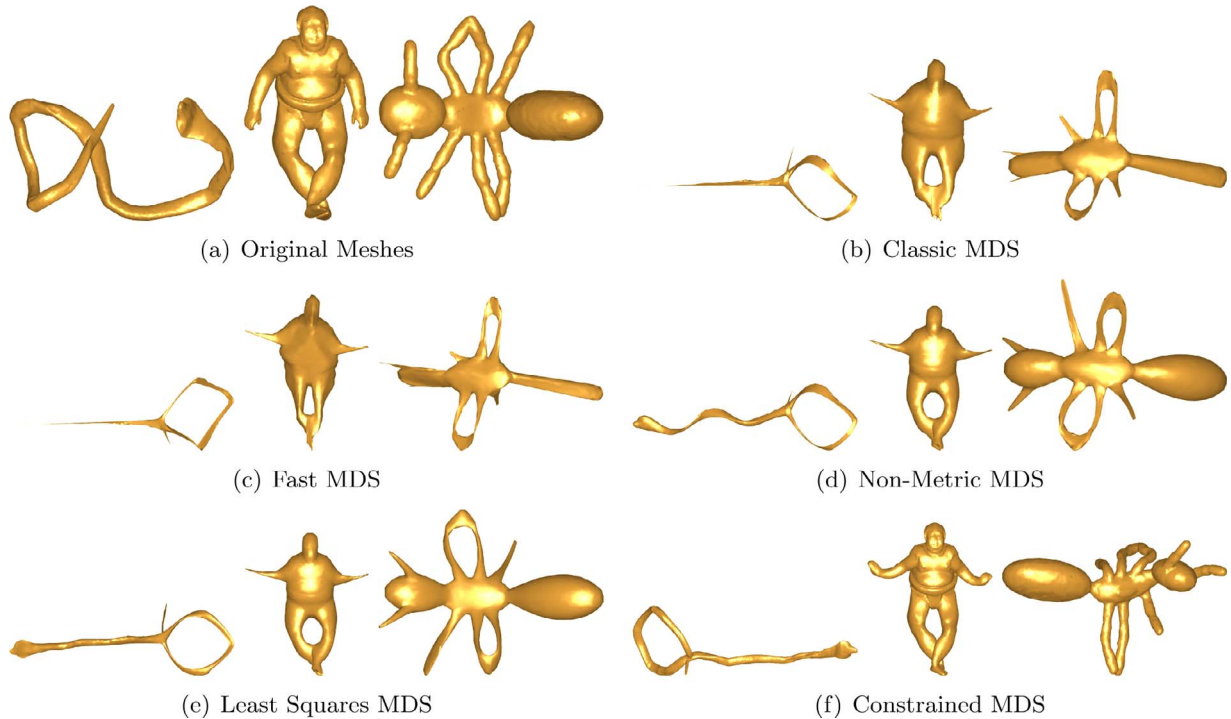 (a) Original Meshes
(b) Classic MDS
(c) Fast MDS
(d) Non-Metric MDS
(e) Least Squares MDS
(f) Constrained MDS